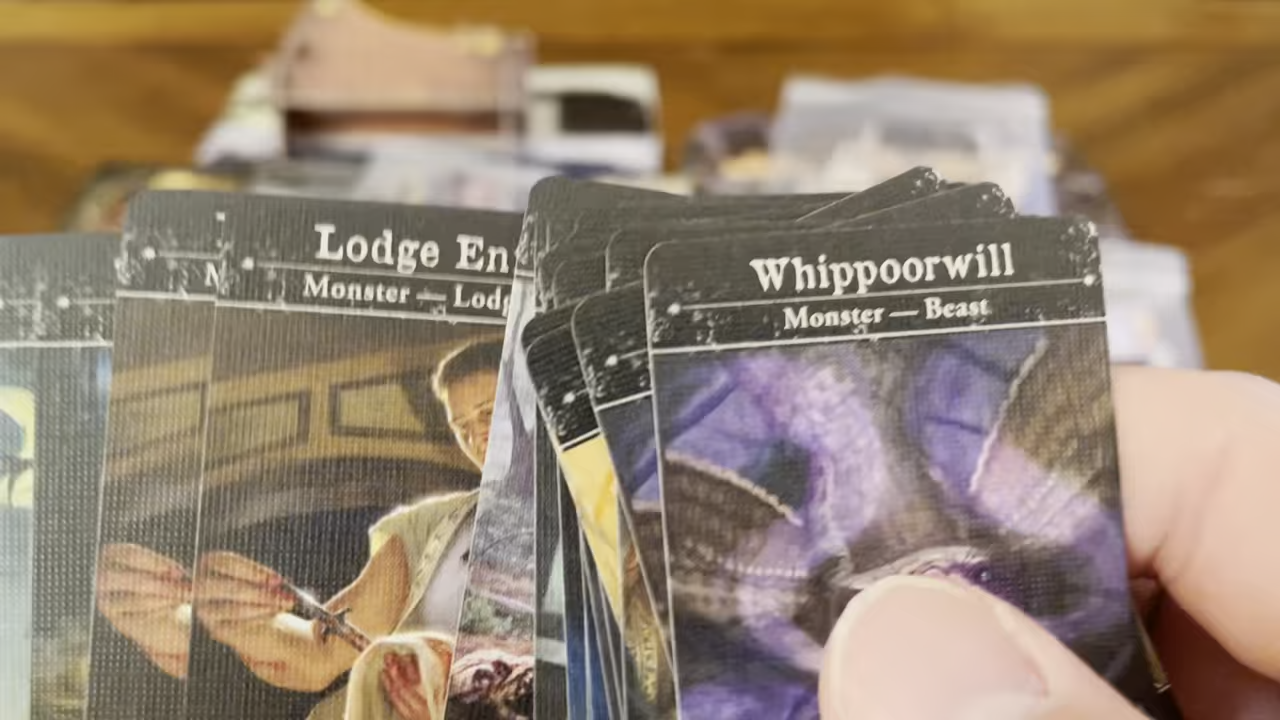 Lodge En
Monster — Lodg
Whippoorwill
Monster — Beast